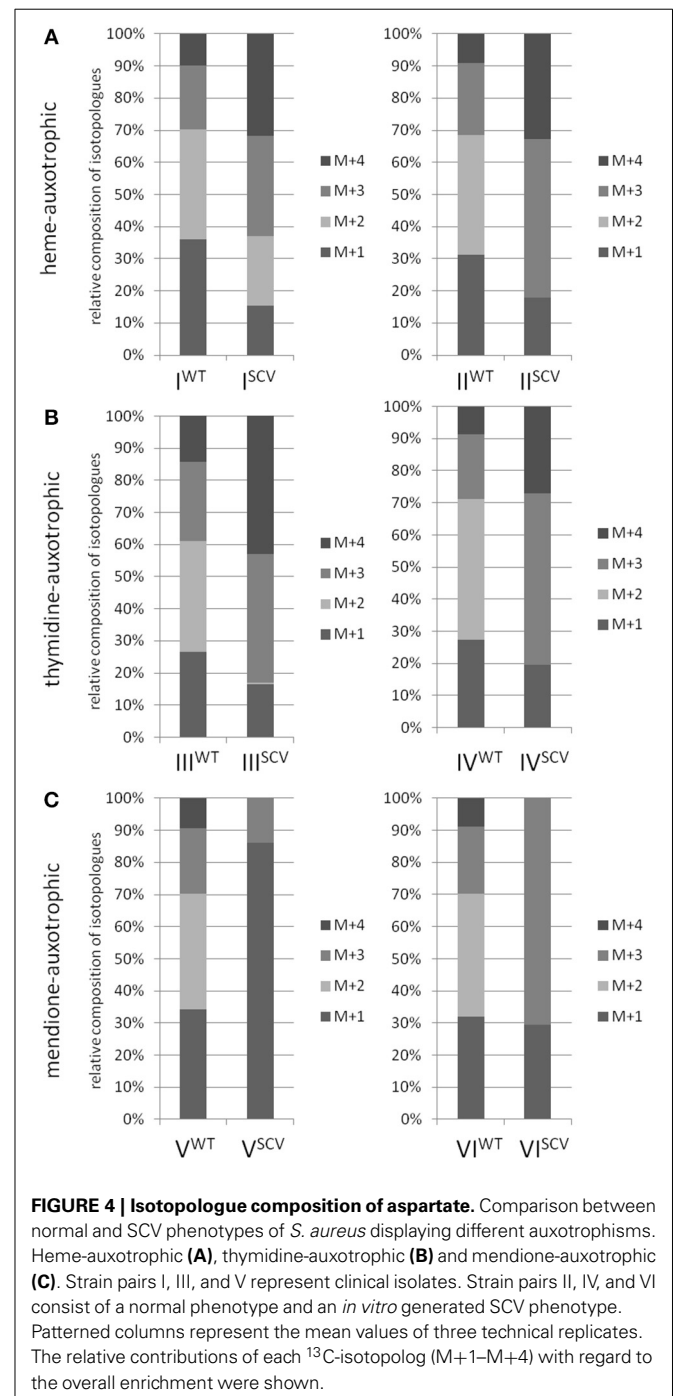 A
heme-auxotrophic
relative composition of isotopologues
100%
90%
80%
70%
60%
50%
40%
30%
20%
10%
0%
I^WT I^SCV
M+4
M+3
M+2
M+1
100%
90%
80%
70%
60%
50%
40%
30%
20%
10%
0%
II^WT II^SCV
M+4
M+3
M+2
M+1
B
thymidine-auxotrophic
relative composition of isotopologues
100%
90%
80%
70%
60%
50%
40%
30%
20%
10%
0%
III^WT III^SCV
M+4
M+3
M+2
M+1
100%
90%
80%
70%
60%
50%
40%
30%
20%
10%
0%
IV^WT IV^SCV
M+4
M+3
M+2
M+1
C
mendione-auxotrophic
relative composition of isotopologues
100%
90%
80%
70%
60%
50%
40%
30%
20%
10%
0%
V^WT V^SCV
M+4
M+3
M+2
M+1
100%
90%
80%
70%
60%
50%
40%
30%
20%
10%
0%
VI^WT VI^SCV
M+4
M+3
M+2
M+1
FIGURE 4 | Isotopologue composition of aspartate. Comparison between
normal and SCV phenotypes of S. aureus displaying different auxotrophisms.
Heme-auxotrophic (A), thymidine-auxotrophic (B) and mendione-auxotrophic
(C). Strain pairs I, III, and V represent clinical isolates. Strain pairs II, IV, and VI
consist of a normal phenotype and an in vitro generated SCV phenotype.
Patterned columns represent the mean values of three technical replicates.
The relative contributions of each ¹³C-isotopolog (M+1–M+4) with regard to
the overall enrichment were shown.